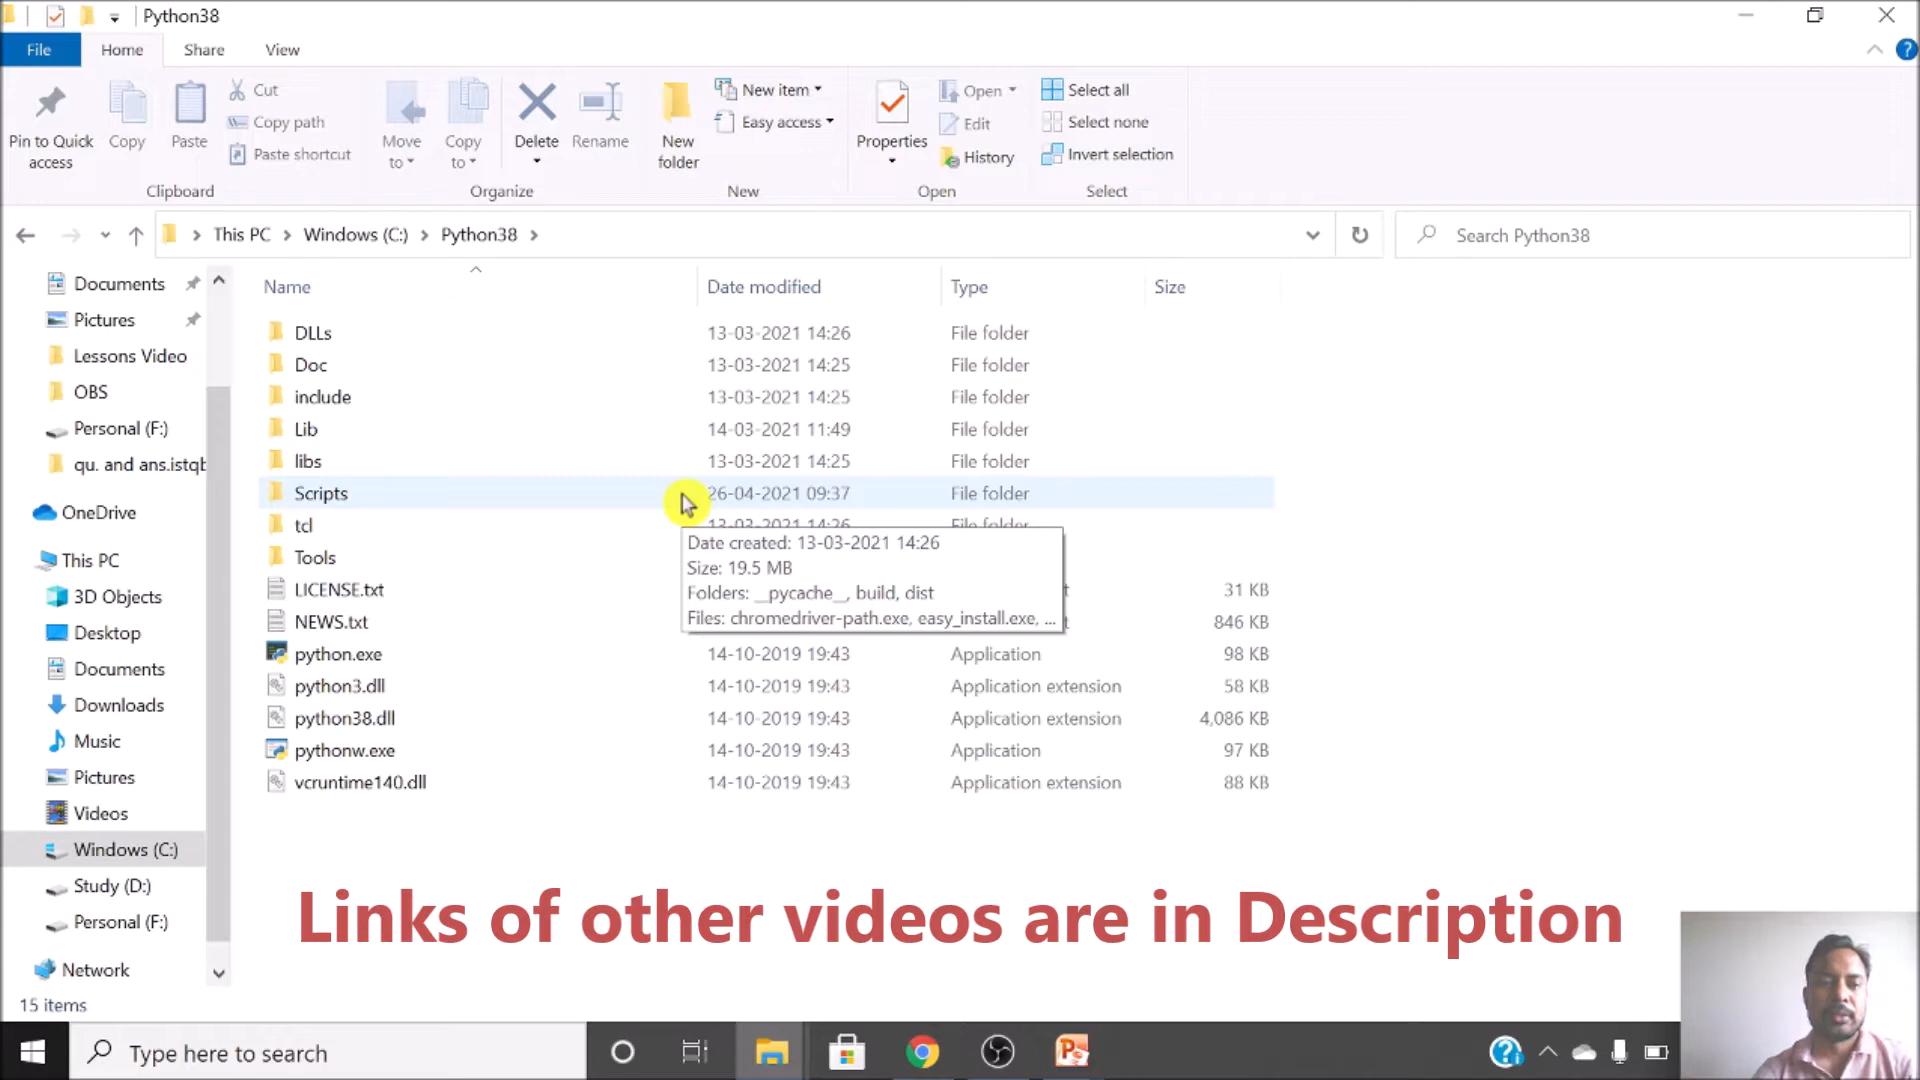 Python38
File Home Share View
Pin to Quick access
Copy
Paste
Cut
Copy path
Paste shortcut
Clipboard
Move to
Copy to
Delete
Rename
Organize
New folder
New item
Easy access
New
Properties
Open
Edit
History
Open
Select all
Select none
Invert selection
Select
This PC Windows (C:) Python38
Search Python38
Documents
Pictures
Lessons Video
OBS
Personal (F:)
qu. and ans.istqb
OneDrive
This PC
3D Objects
Desktop
Documents
Downloads
Music
Pictures
Videos
Windows (C:)
Study (D:)
Personal (F:)
Network
Name Date modified Type Size
DLLs 13-03-2021 14:26 File folder
Doc 13-03-2021 14:25 File folder
include 13-03-2021 14:25 File folder
Lib 14-03-2021 11:49 File folder
libs 13-03-2021 14:25 File folder
Scripts 26-04-2021 09:37 File folder
tcl 13-03-2021 14:26 File folder
Tools
LICENSE.txt 31 KB
NEWS.txt 846 KB
python.exe 14-10-2019 19:43 Application 98 KB
python3.dll 14-10-2019 19:43 Application extension 58 KB
python38.dll 14-10-2019 19:43 Application extension 4,086 KB
pythonw.exe 14-10-2019 19:43 Application 97 KB
vcruntime140.dll 14-10-2019 19:43 Application extension 88 KB
Date created: 13-03-2021 14:26
Size: 19.5 MB
Folders: __pycache__, build, dist
Files: chromedriver-path.exe, easy_install.exe, ...
Links of other videos are in Description
15 items
Type here to search